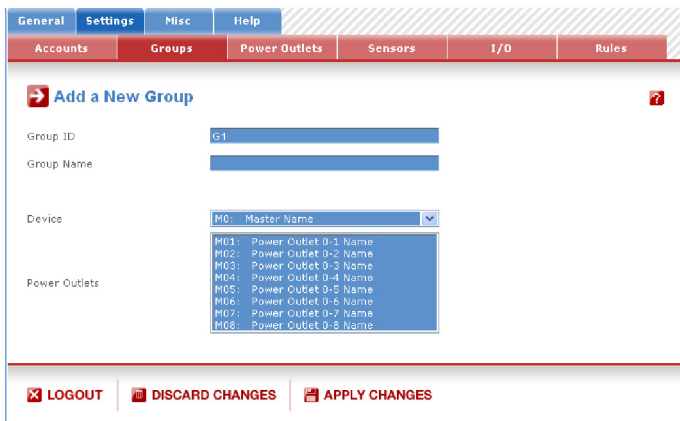 General Settings Misc Help
Accounts Groups Power Outlets Sensors I/O Rules
Add a New Group ?
Group ID G1
Group Name
Device M0: Master Name
Power Outlets
M01: Power Outlet 0-1 Name
M02: Power Outlet 0-2 Name
M03: Power Outlet 0-3 Name
M04: Power Outlet 0-4 Name
M05: Power Outlet 0-5 Name
M06: Power Outlet 0-6 Name
M07: Power Outlet 0-7 Name
M08: Power Outlet 0-8 Name
LOGOUT DISCARD CHANGES APPLY CHANGES